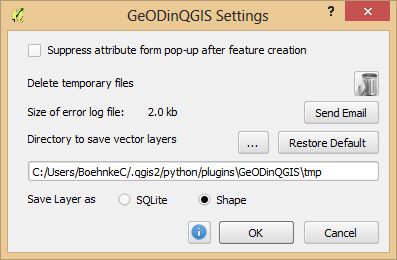 GeODinQGIS Settings
?
Suppress attribute form pop-up after feature creation
Delete temporary files
Size of error log file: 2.0 kb Send Email
Directory to save vector layers ... Restore Default
C:/Users/BoehnkeC/.qgis2/python/plugins\GeODinQGIS\tmp
Save Layer as SQLite Shape
i OK Cancel